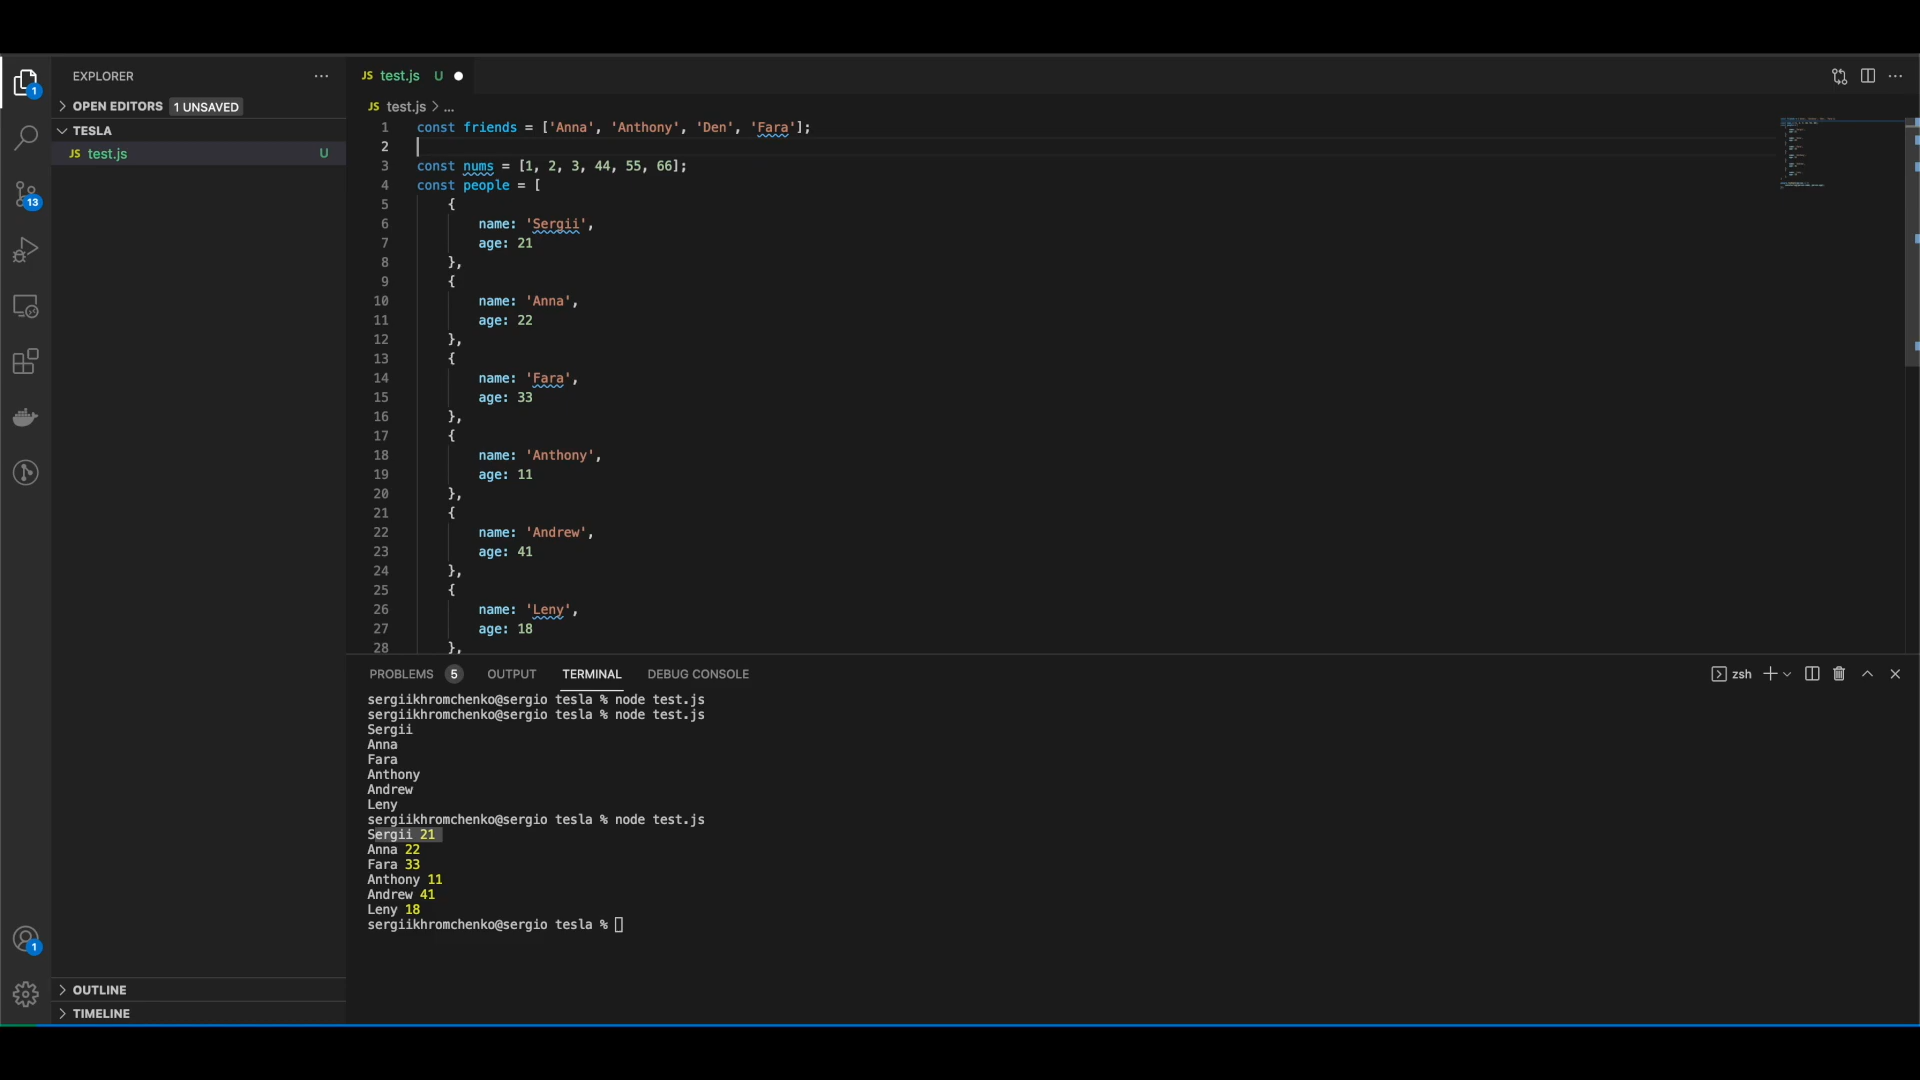 EXPLORER
OPEN EDITORS 1 UNSAVED
TESLA
JS test.js U
1
13
1
OUTLINE
TIMELINE
JS test.js U
JS test.js > ...
1 const friends = ['Anna', 'Anthony', 'Den', 'Fara'];
2
3 const nums = [1, 2, 3, 44, 55, 66];
4 const people = [
5 {
6 name: 'Sergii',
7 age: 21
8 },
9 {
10 name: 'Anna',
11 age: 22
12 },
13 {
14 name: 'Fara',
15 age: 33
16 },
17 {
18 name: 'Anthony',
19 age: 11
20 },
21 {
22 name: 'Andrew',
23 age: 41
24 },
25 {
26 name: 'Leny',
27 age: 18
28 },
PROBLEMS 5 OUTPUT TERMINAL DEBUG CONSOLE
zsh
sergiikhromchenko@sergio tesla % node test.js
sergiikhromchenko@sergio tesla % node test.js
Sergii
Anna
Fara
Anthony
Andrew
Leny
sergiikhromchenko@sergio tesla % node test.js
Sergii 21
Anna 22
Fara 33
Anthony 11
Andrew 41
Leny 18
sergiikhromchenko@sergio tesla %